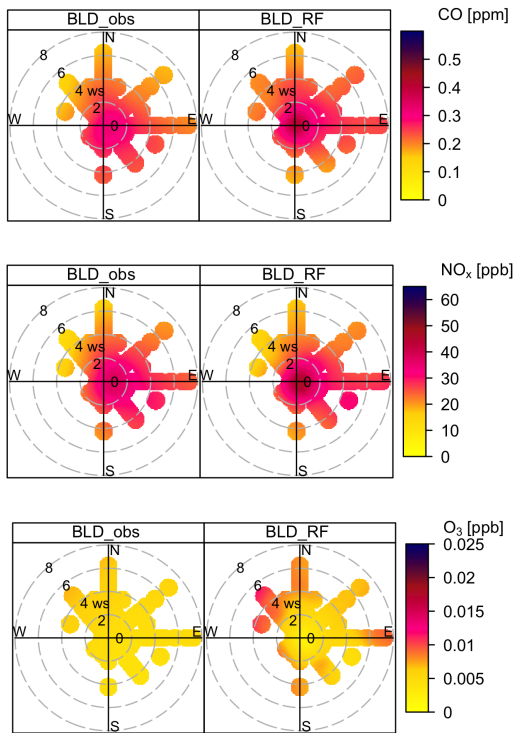 CO [ppm]
BLD_obs BLD_RF
N
8
6
4 ws
2
0
W
E
S
8
6
4 ws
2
0
E
S
0.5
0.4
0.3
0.2
0.1
0
NOₓ [ppb]
BLD_obs BLD_RF
N
8
6
4 ws
2
0
W
E
S
N
8
6
4 ws
2
0
W
E
S
60
50
40
30
20
10
0
O₃ [ppb]
BLD_obs BLD_RF
N
8
6
4 ws
2
0
W
E
S
N
8
6
4 ws
2
0
W
E
S
0.025
0.02
0.015
0.01
0.005
0